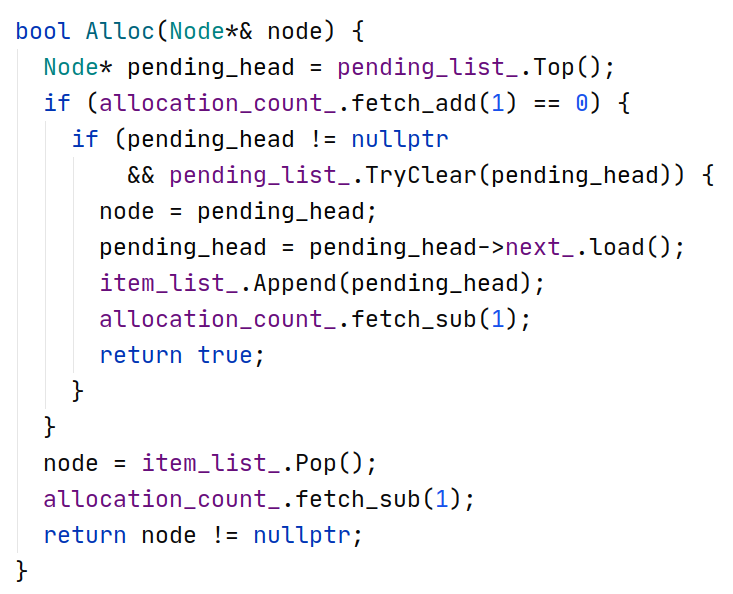 bool Alloc(Node*& node) {
  Node* pending_head = pending_list_.Top();
  if (allocation_count_.fetch_add(1) == 0) {
    if (pending_head != nullptr
        && pending_list_.TryClear(pending_head)) {
      node = pending_head;
      pending_head = pending_head->next_.load();
      item_list_.Append(pending_head);
      allocation_count_.fetch_sub(1);
      return true;
    }
  }
  node = item_list_.Pop();
  allocation_count_.fetch_sub(1);
  return node != nullptr;
}